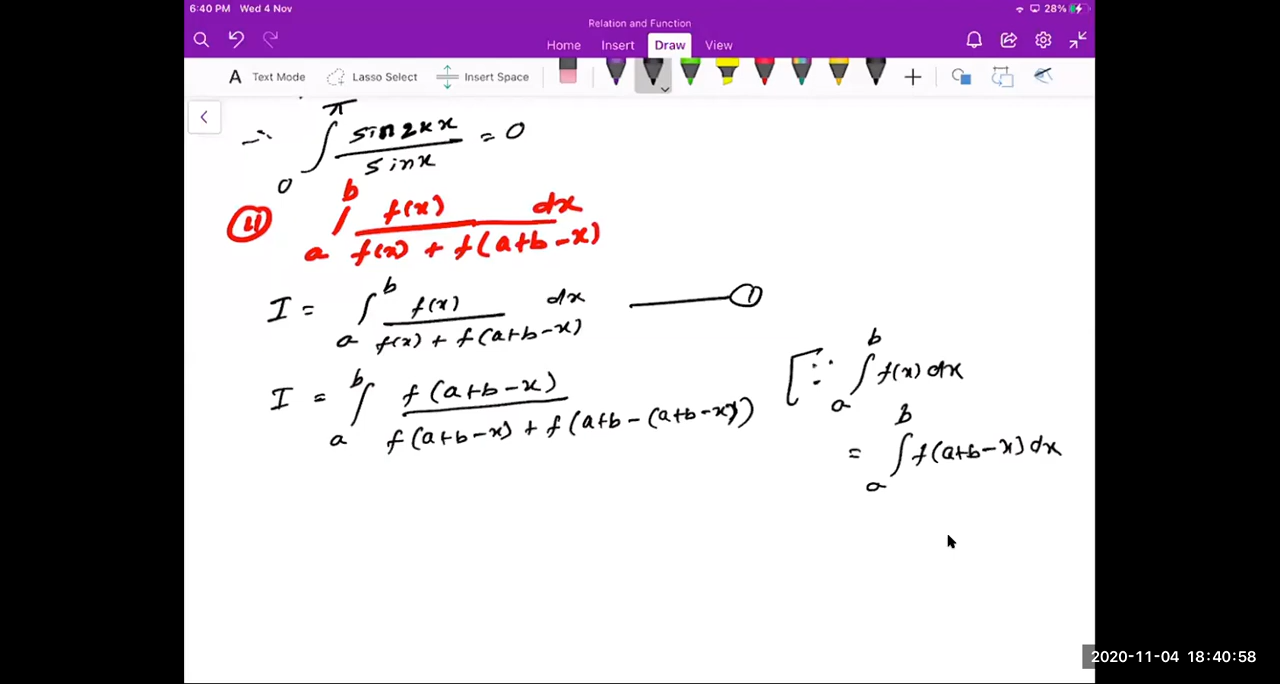 6:40 PM Wed 4 Nov
28%
Relation and Function
Home Insert Draw View
A Text Mode Lasso Select Insert Space
∴ ∫₀^π sin2kx / sinx = 0
④ ∫ₐᵇ f(x) / f(x) + f(a+b-x) dx
I = ∫ₐᵇ f(x) / f(x) + f(a+b-x) dx ——— ①
I = ∫ₐᵇ f(a+b-x) / f(a+b-x) + f(a+b-(a+b-x))
[∵ ∫ₐᵇ f(x) dx
= ∫ₐᵇ f(a+b-x) dx
2020-11-04 18:40:58